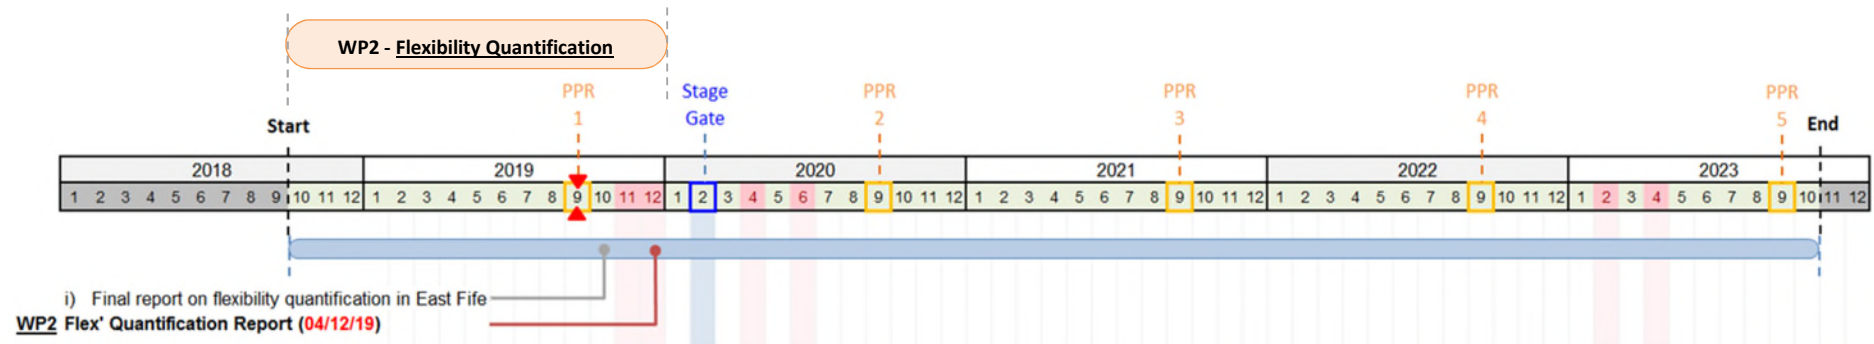 WP2 - Flexibility Quantification
PPR Stage PPR PPR PPR PPR
1 Gate 2 3 4 5
Start End
2018 2019 2020 2021 2022 2023
1 2 3 4 5 6 7 8 9 10 11 12 1 2 3 4 5 6 7 8 9 10 11 12 1 2 3 4 5 6 7 8 9 10 11 12 1 2 3 4 5 6 7 8 9 10 11 12 1 2 3 4 5 6 7 8 9 10 11 12 1 2 3 4 5 6 7 8 9 10 11 12
i) Final report on flexibility quantification in East Fife
WP2 Flex' Quantification Report (04/12/19)